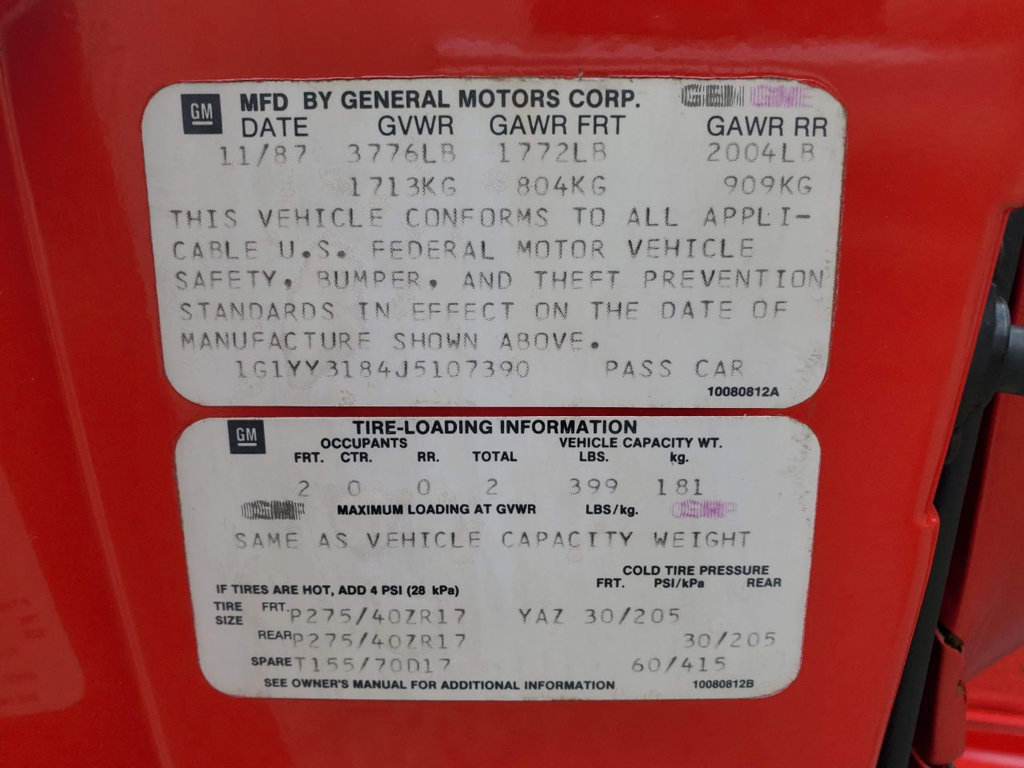 GM MFD BY GENERAL MOTORS CORP. GEN GME
DATE GVWR GAWR FRT GAWR RR
11/87 3776LB 1772LB 2004LB
1713KG 804KG 909KG
THIS VEHICLE CONFORMS TO ALL APPLI-
CABLE U.S. FEDERAL MOTOR VEHICLE
SAFETY, BUMPER, AND THEFT PREVENTION
STANDARDS IN EFFECT ON THE DATE OF
MANUFACTURE SHOWN ABOVE.
1G1YY3184J5107390 PASS CAR
10080812A
GM TIRE-LOADING INFORMATION
OCCUPANTS VEHICLE CAPACITY WT.
FRT. CTR. RR. TOTAL LBS. kg.
2 0 0 2 399 181
MAXIMUM LOADING AT GVWR LBS/kg.
SAME AS VEHICLE CAPACITY WEIGHT
COLD TIRE PRESSURE
IF TIRES ARE HOT, ADD 4 PSI (28 kPa) FRT. PSI/kPa REAR
TIRE SIZE FRT. P275/40ZR17 YAZ 30/205
REAR P275/40ZR17 30/205
SPARE T155/70D17 60/415
SEE OWNER'S MANUAL FOR ADDITIONAL INFORMATION 10080812B